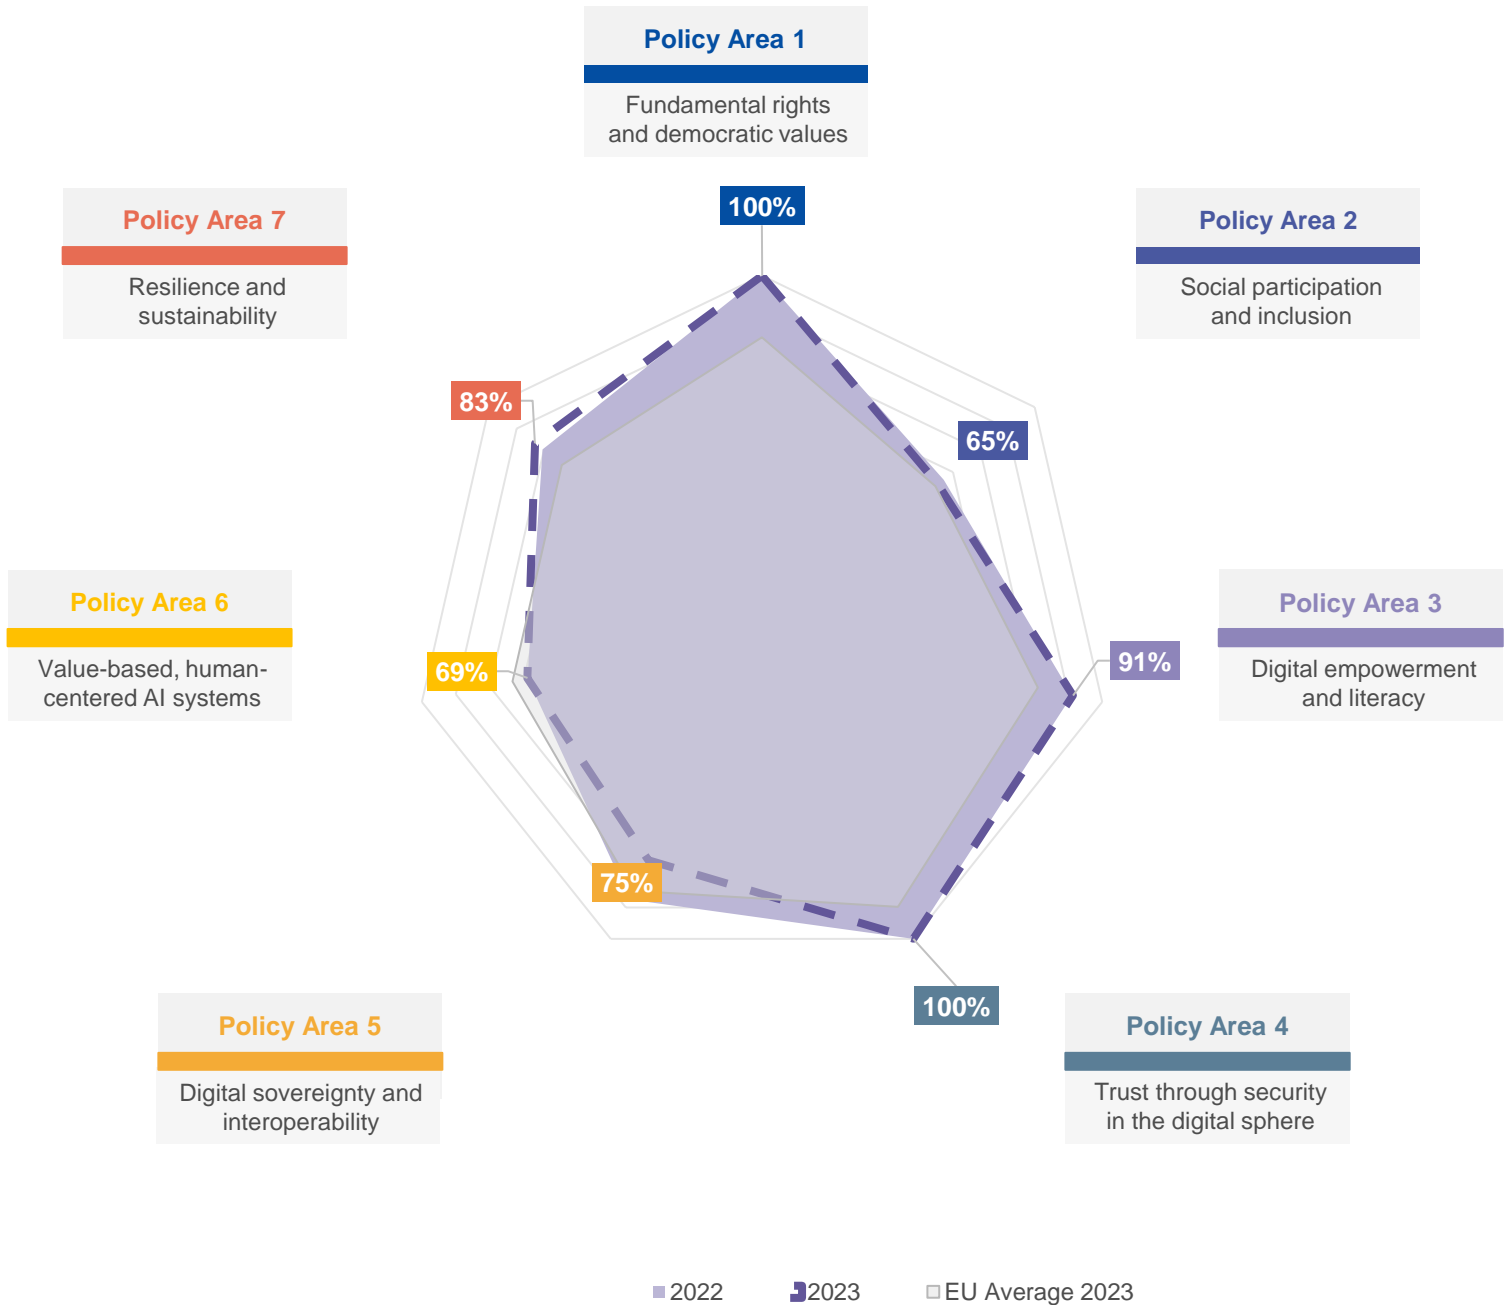 Policy Area 1
Fundamental rights
and democratic values
100%
Policy Area 7
Resilience and
sustainability
83%
Policy Area 2
Social participation
and inclusion
65%
Policy Area 6
Value-based, human-
centered AI systems
69%
Policy Area 3
Digital empowerment
and literacy
91%
75%
100%
Policy Area 5
Digital sovereignty and
interoperability
Policy Area 4
Trust through security
in the digital sphere
2022
2023
EU Average 2023